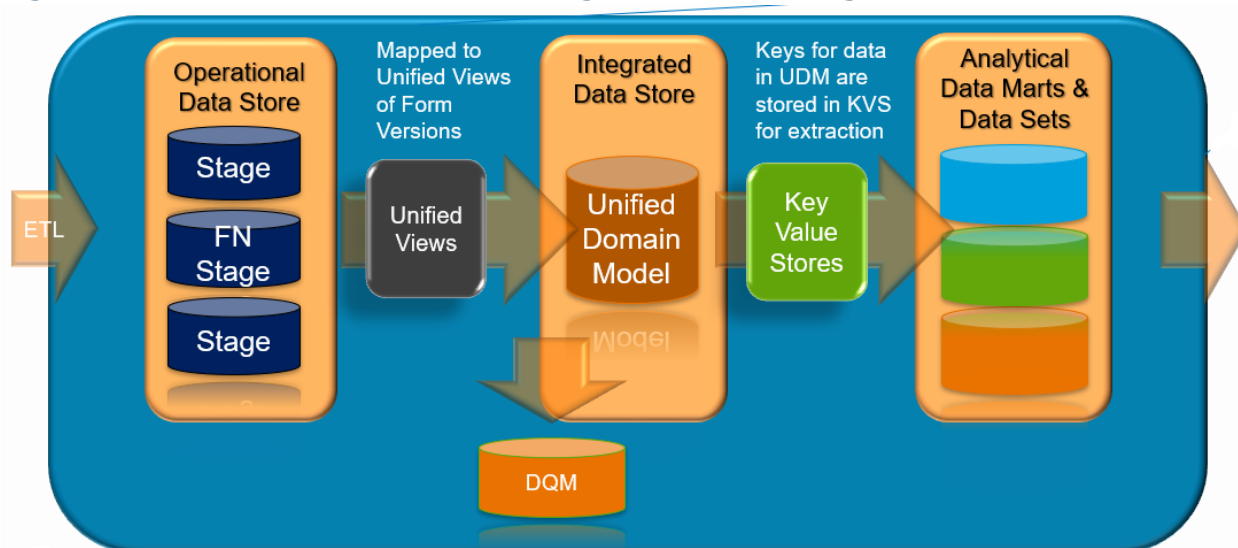 ETL
Operational
Data Store
Stage
FN
Stage
Stage
Mapped to
Unified Views
of Form
Versions
Unified
Views
Integrated
Data Store
Unified
Domain
Model
DQM
Keys for data
in UDM are
stored in KVS
for extraction
Key
Value
Stores
Analytical
Data Marts &
Data Sets